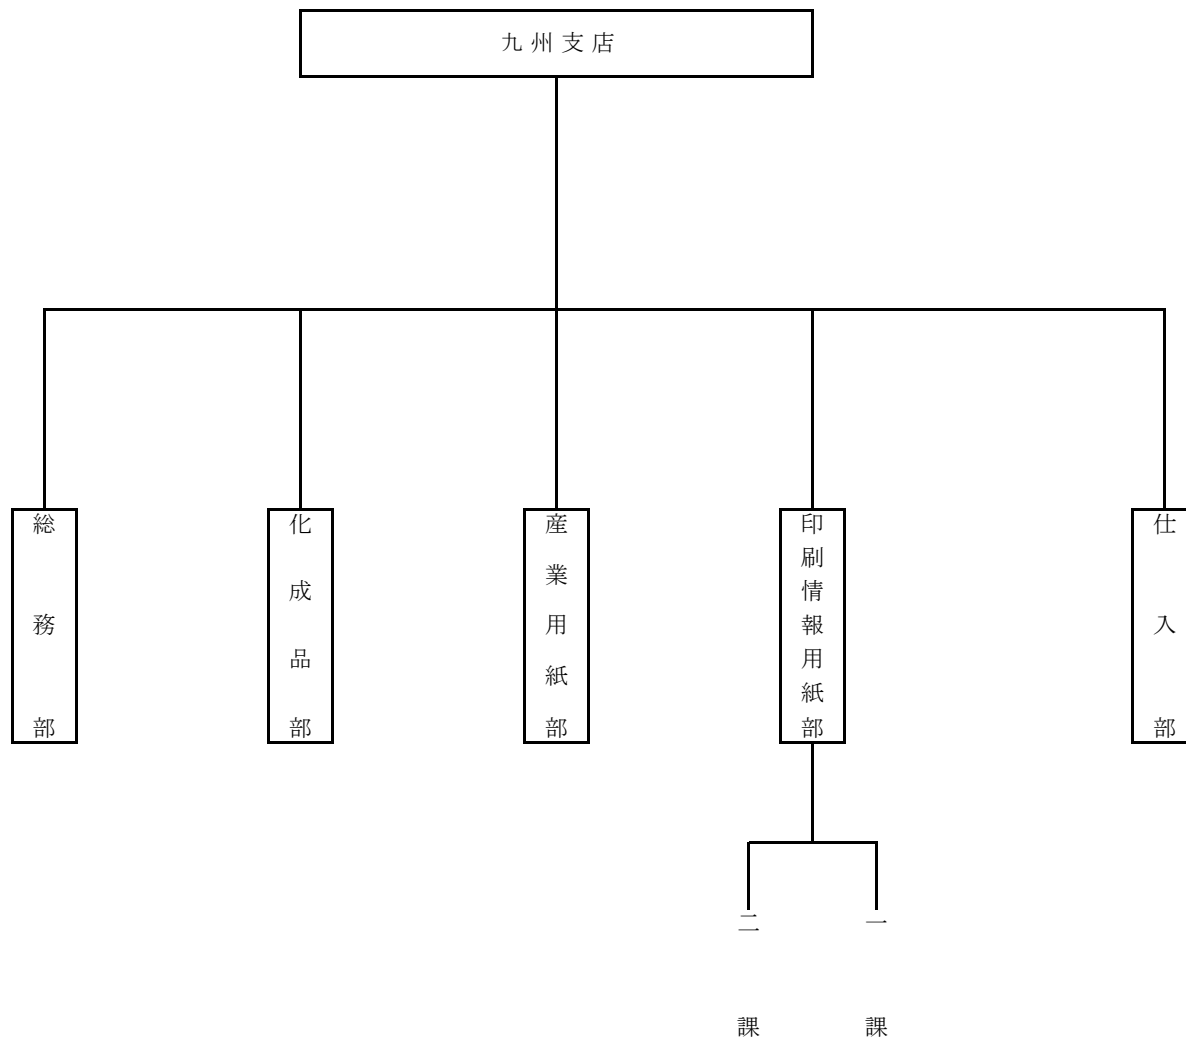 九州支店
仕入部
印刷情報用紙部
産業用紙部
化成品部
総務部
一課
二課